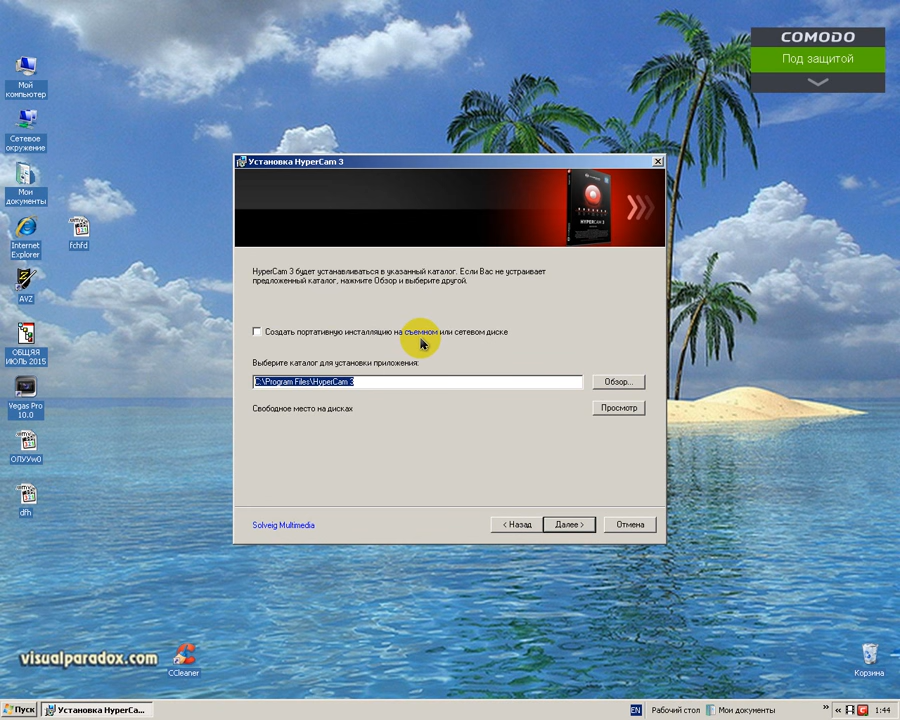 COMODO
Под защитой
Мой
компьютер
Сетевое
окружение
Мои
документы
Internet
Explorer
fchfd
AVZ
ОБЩАЯ
ИЮЛЬ 2015
Vegas Pro
10.0
ОЛУУw0
dfh
Установка HyperCam 3
HYPERCAM 3
HyperCam 3 будет устанавливаться в указанный каталог. Если Вас не устраивает
предложенный каталог, нажмите Обзор и выберите другой.
Создать портативную инсталляцию на съемном или сетевом диске
Выберите каталог для установки приложения:
C:\Program Files\HyperCam 3
Обзор...
Свободное место на дисках
Просмотр
Solveig Multimedia
< Назад
Далее >
Отмена
visualparadox.com
CCleaner
Корзина
Пуск
Установка HyperCa...
EN
Рабочий стол
Мои документы
»
«
1:44